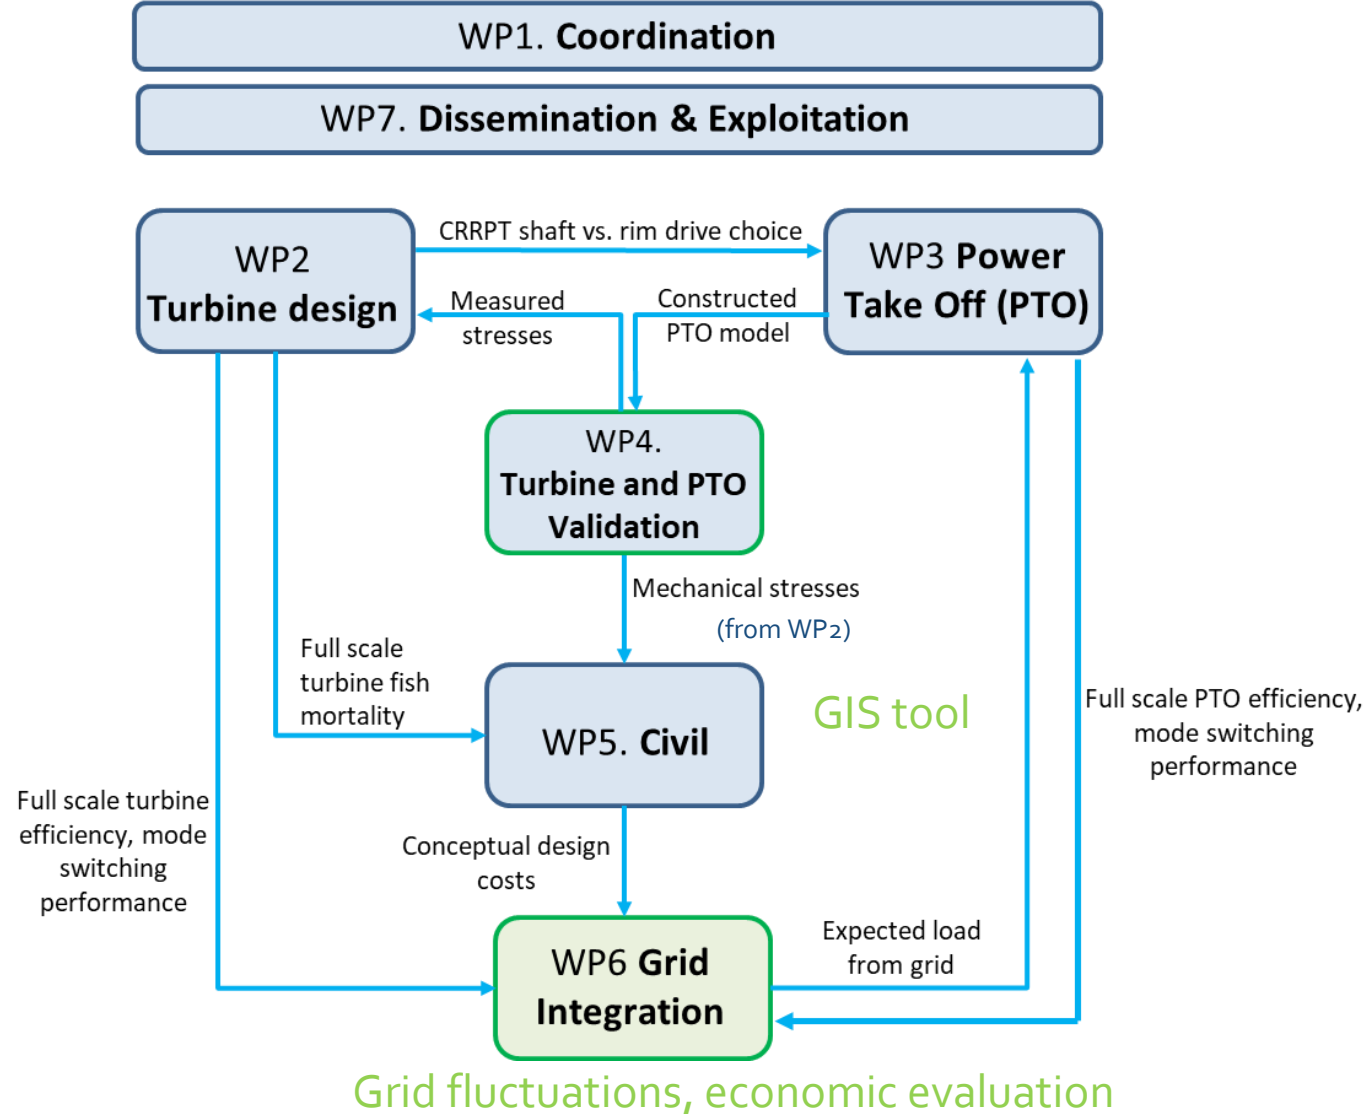 WP1. Coordination
WP7. Dissemination & Exploitation
WP2
Turbine design
CRRPT shaft vs. rim drive choice
WP3 Power
Take Off (PTO)
Measured
stresses
Constructed
PTO model
WP4.
Turbine and PTO
Validation
Mechanical stresses
(from WP2)
Full scale
turbine fish
mortality
WP5. Civil
GIS tool
Full scale PTO efficiency,
mode switching
performance
Full scale turbine
efficiency, mode
switching
performance
Conceptual design
costs
WP6 Grid
Integration
Expected load
from grid
Grid fluctuations, economic evaluation